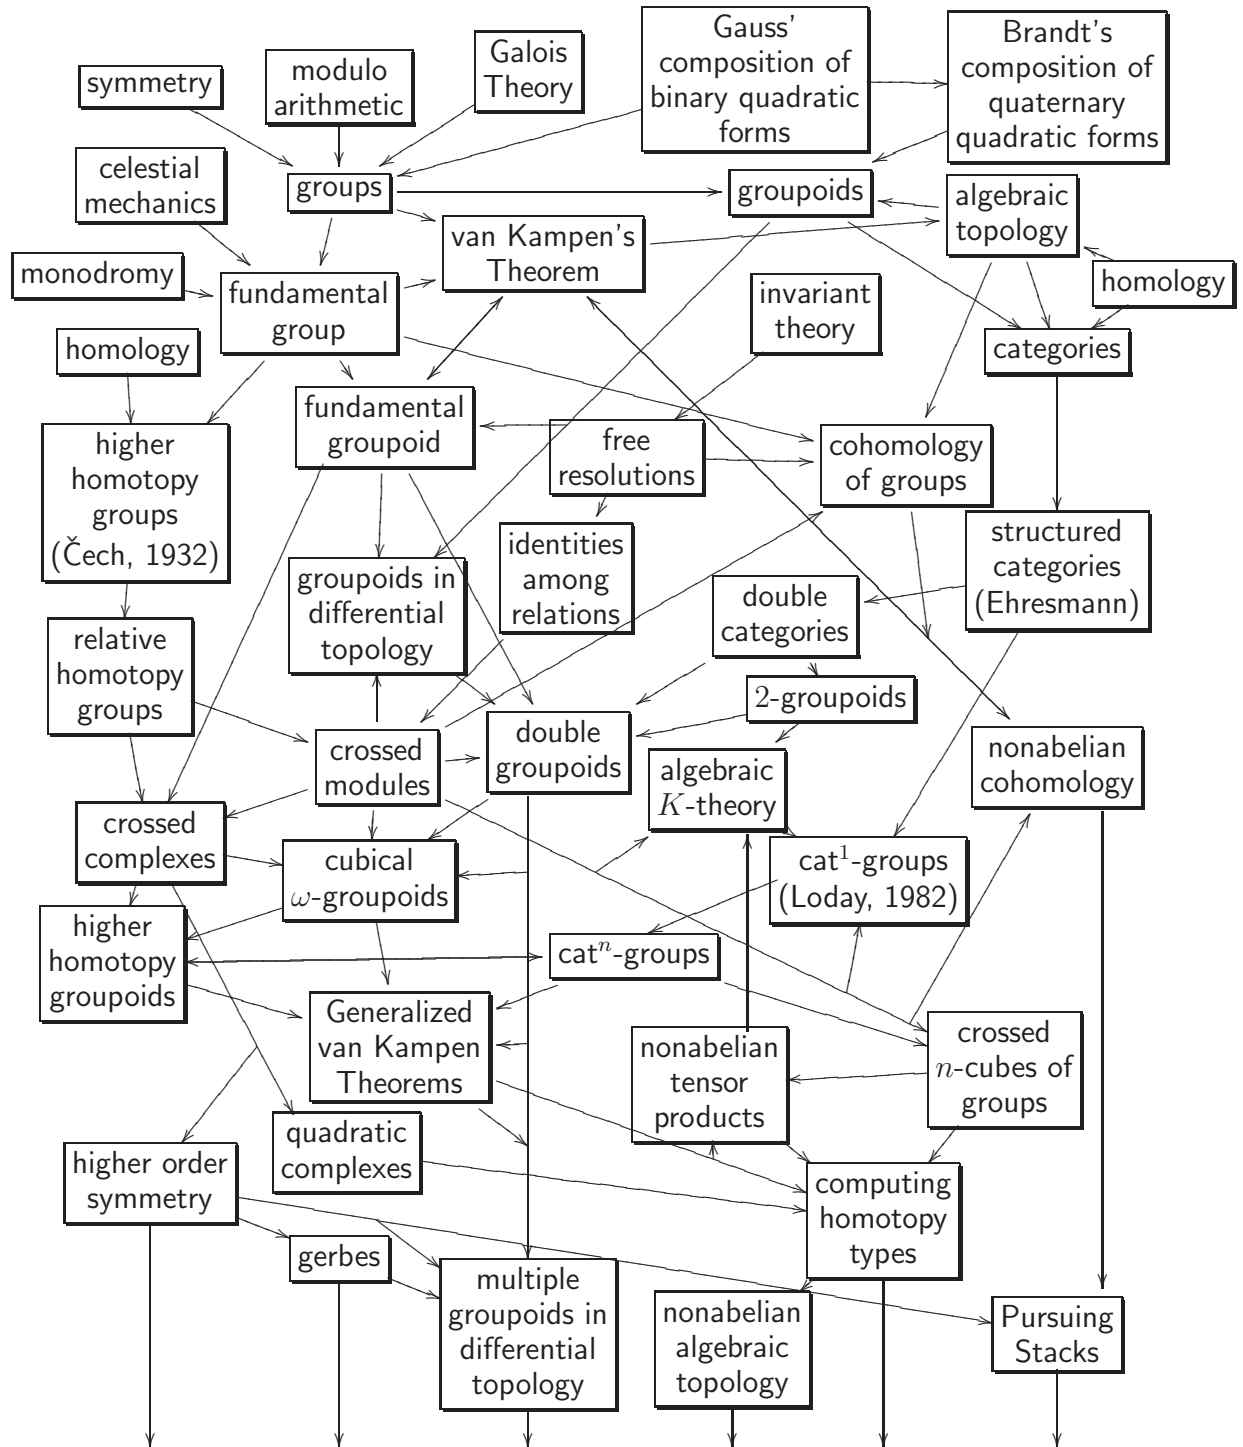 Gauss'
composition of
binary quadratic
forms
Brandt's
composition of
quaternary
quadratic forms
Galois
Theory
modulo
arithmetic
symmetry
celestial
mechanics
groups
groupoids
algebraic
topology
van Kampen's
Theorem
monodromy
fundamental
group
invariant
theory
homology
homology
categories
fundamental
groupoid
free
resolutions
cohomology
of groups
higher
homotopy
groups
(Čech, 1932)
structured
categories
(Ehresmann)
identities
among
relations
groupoids in
differential
topology
double
categories
relative
homotopy
groups
2-groupoids
double
groupoids
crossed
modules
nonabelian
cohomology
algebraic
K-theory
crossed
complexes
cubical
ω-groupoids
cat¹-groups
(Loday, 1982)
higher
homotopy
groupoids
catⁿ-groups
Generalized
van Kampen
Theorems
nonabelian
tensor
products
crossed
n-cubes of
groups
quadratic
complexes
higher order
symmetry
computing
homotopy
types
gerbes
multiple
groupoids in
differential
topology
nonabelian
algebraic
topology
Pursuing
Stacks